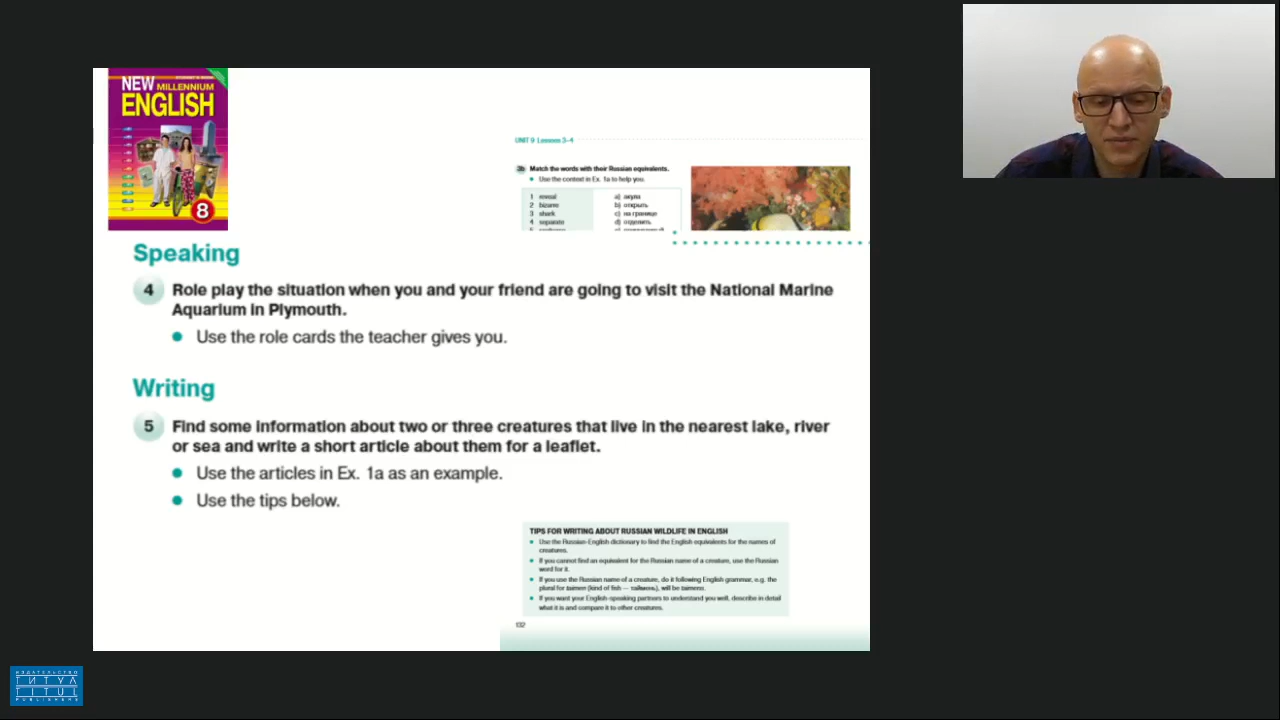 NEW MILLENNIUM
ENGLISH
8
UNIT 9 Lessons 3–4
3b Match the words with their Russian equivalents.
• Use the context in Ex. 1a to help you.
1 reveal a) акула
2 bizarre b) открыть
3 shark c) на границе
4 separate d) отделить
Speaking
4 Role play the situation when you and your friend are going to visit the National Marine
Aquarium in Plymouth.
• Use the role cards the teacher gives you.
Writing
5 Find some information about two or three creatures that live in the nearest lake, river
or sea and write a short article about them for a leaflet.
• Use the articles in Ex. 1a as an example.
• Use the tips below.
TIPS FOR WRITING ABOUT RUSSIAN WILDLIFE IN ENGLISH
• Use the Russian-English dictionary to find the English equivalents for the names of
creatures.
• If you cannot find an equivalent for the Russian name of a creature, use the Russian
word for it.
• If you use the Russian name of a creature, do it following English grammar, e.g. the
plural for taimen (kind of fish — таймень), will be taimens.
• If you want your English-speaking partners to understand you well, describe in detail
what it is and compare it to other creatures.
132
ИЗДАТЕЛЬСТВО
ТИТУЛ
TITUL
PUBLISHERS